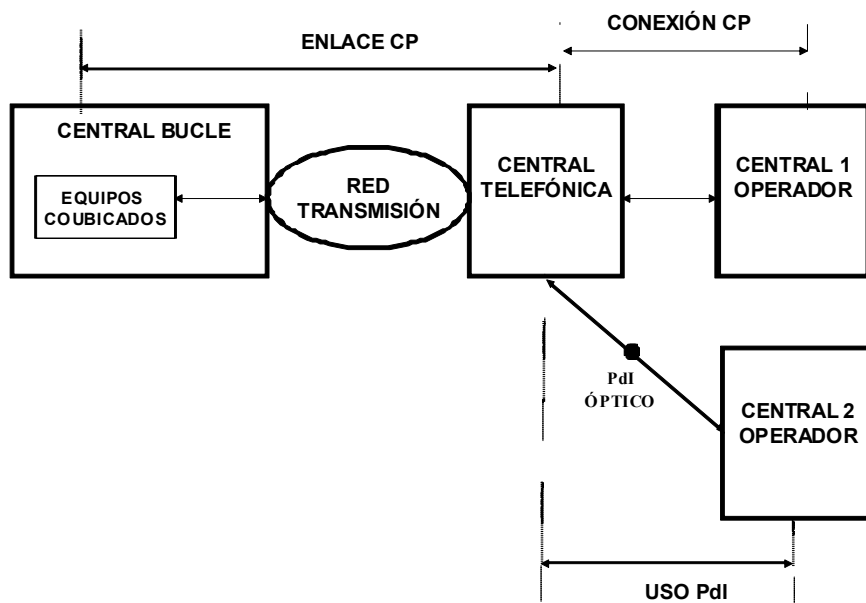 ENLACE CP
CONEXIÓN CP
CENTRAL BUCLE
EQUIPOS
COUBICADOS
RED
TRANSMISIÓN
CENTRAL
TELEFÓNICA
CENTRAL 1
OPERADOR
PdI
ÓPTICO
CENTRAL 2
OPERADOR
USO PdI